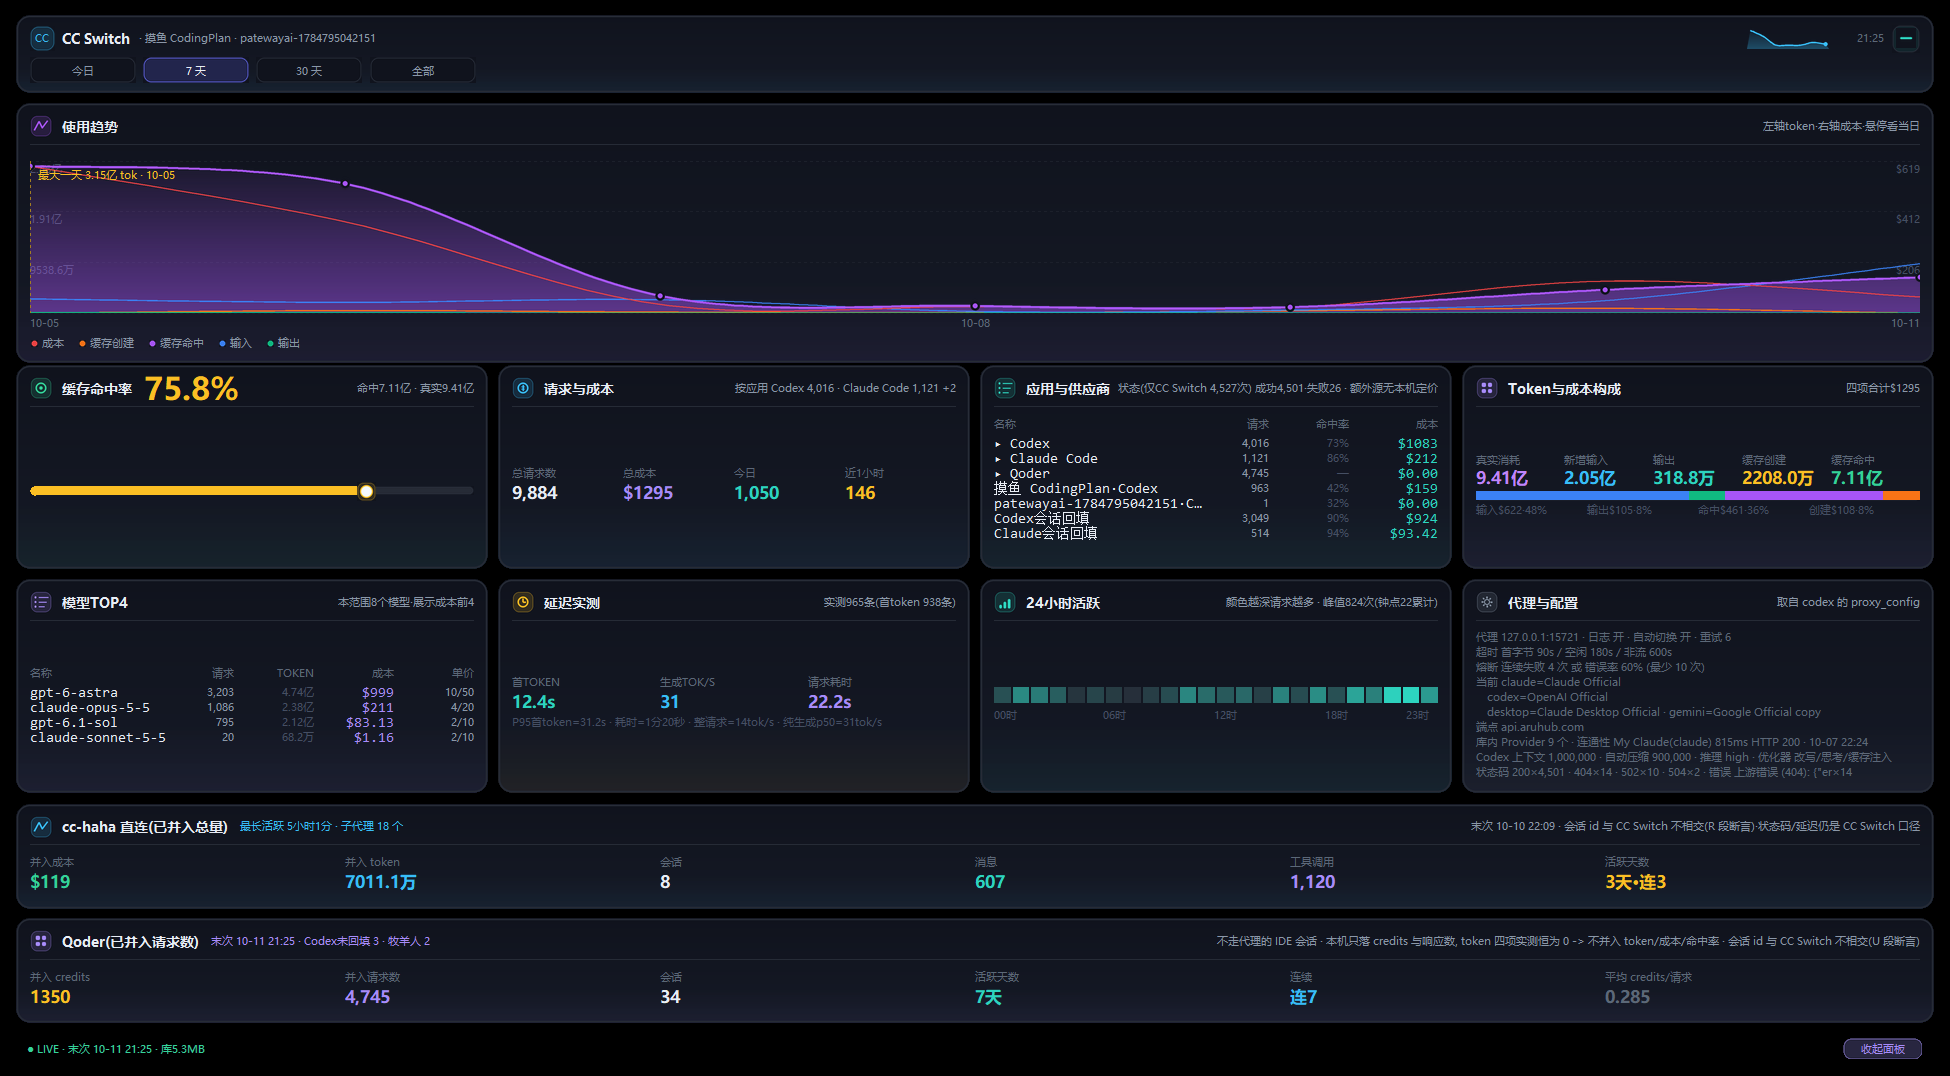 CC CC Switch · 摸鱼 CodingPlan · patewayai-1784795042151 21:25
今日 7 天 30 天 全部
使用趋势 左轴token·右轴成本·悬停看当日
最大一天 3.15亿 tok · 10-05 $619
1.91亿 $412
9538.6万 $206
10-05 10-08 10-11
成本 缓存创建 缓存命中 输入 输出
缓存命中率 75.8% 命中7.11亿 · 真实9.41亿
请求与成本 按应用 Codex 4,016 · Claude Code 1,121 +2
总请求数 总成本 今日 近1小时
9,884 $1295 1,050 146
应用与供应商 状态(仅CC Switch 4,527次) 成功4,501·失败26 · 额外源无本机定价
名称 请求 命中率 成本
▸ Codex 4,016 73% $1083
▸ Claude Code 1,121 86% $212
▸ Qoder 4,745 — $0.00
摸鱼 CodingPlan·Codex 963 42% $159
patewayai-1784795042151·C… 1 32% $0.00
Codex会话回填 3,049 90% $924
Claude会话回填 514 94% $93.42
Token与成本构成 四项合计$1295
真实消耗 新增输入 输出 缓存创建 缓存命中
9.41亿 2.05亿 318.8万 2208.0万 7.11亿
输入$622·48% 输出$105·8% 命中$461·36% 创建$108·8%
模型TOP4 本范围8个模型·展示成本前4
名称 请求 TOKEN 成本 单价
gpt-6-astra 3,203 4.74亿 $999 10/50
claude-opus-5-5 1,086 2.38亿 $211 4/20
gpt-6.1-sol 795 2.12亿 $83.13 2/10
claude-sonnet-5-5 20 68.2万 $1.16 2/10
延迟实测 实测965条(首token 938条)
首TOKEN 生成TOK/S 请求耗时
12.4s 31 22.2s
P95首token=31.2s · 耗时=1分20秒 · 整请求=14tok/s · 纯生成p50=31tok/s
24小时活跃 颜色越深请求越多 · 峰值824次(钟点22累计)
00时 06时 12时 18时 23时
代理与配置 取自 codex 的 proxy_config
代理 127.0.0.1:15721 · 日志 开 · 自动切换 开 · 重试 6
超时 首字节 90s / 空闲 180s / 非流 600s
熔断 连续失败 4 次 或 错误率 60% (最少 10 次)
当前 claude=Claude Official
codex=OpenAI Official
desktop=Claude Desktop Official · gemini=Google Official copy
端点 api.aruhub.com
库内 Provider 9 个 · 连通性 My Claude(claude) 815ms HTTP 200 · 10-07 22:24
Codex 上下文 1,000,000 · 自动压缩 900,000 · 推理 high · 优化器 改写/思考/缓存注入
状态码 200×4,501 · 404×14 · 502×10 · 504×2 · 错误 上游错误 (404): {"er×14
cc-haha 直连(已并入总量) 最长活跃 5小时1分 · 子代理 18 个 末次 10-10 22:09 · 会话 id 与 CC Switch 不相交(R 段断言)·状态码/延迟仍是 CC Switch 口径
并入成本 并入 token 会话 消息 工具调用 活跃天数
$119 7011.1万 8 607 1,120 3天·连3
Qoder(已并入请求数) 末次 10-11 21:25 · Codex未回填 3 · 牧羊人 2 不走代理的 IDE 会话 · 本机只落 credits 与响应数, token 四项实测恒为 0 -> 不并入 token/成本/命中率 · 会话 id 与 CC Switch 不相交(U 段断言)
并入 credits 并入请求数 会话 活跃天数 连续 平均 credits/请求
1350 4,745 34 7天 连7 0.285
● LIVE · 末次 10-11 21:25 · 库5.3MB 收起面板